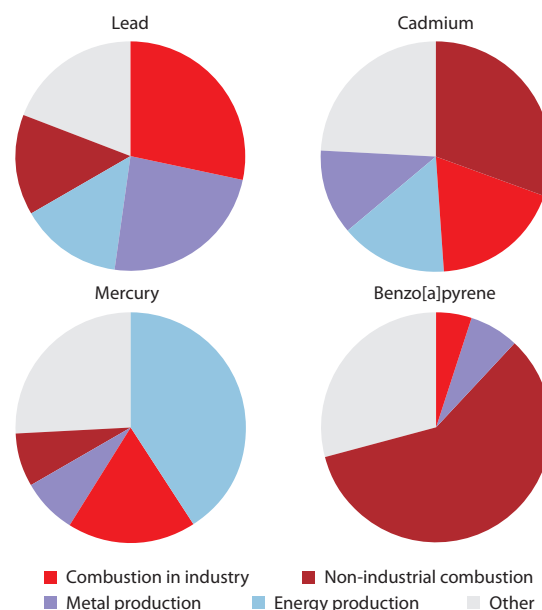 Lead
Cadmium
Mercury
Benzo[a]pyrene
Combustion in industry
Non-industrial combustion
Metal production
Energy production
Other